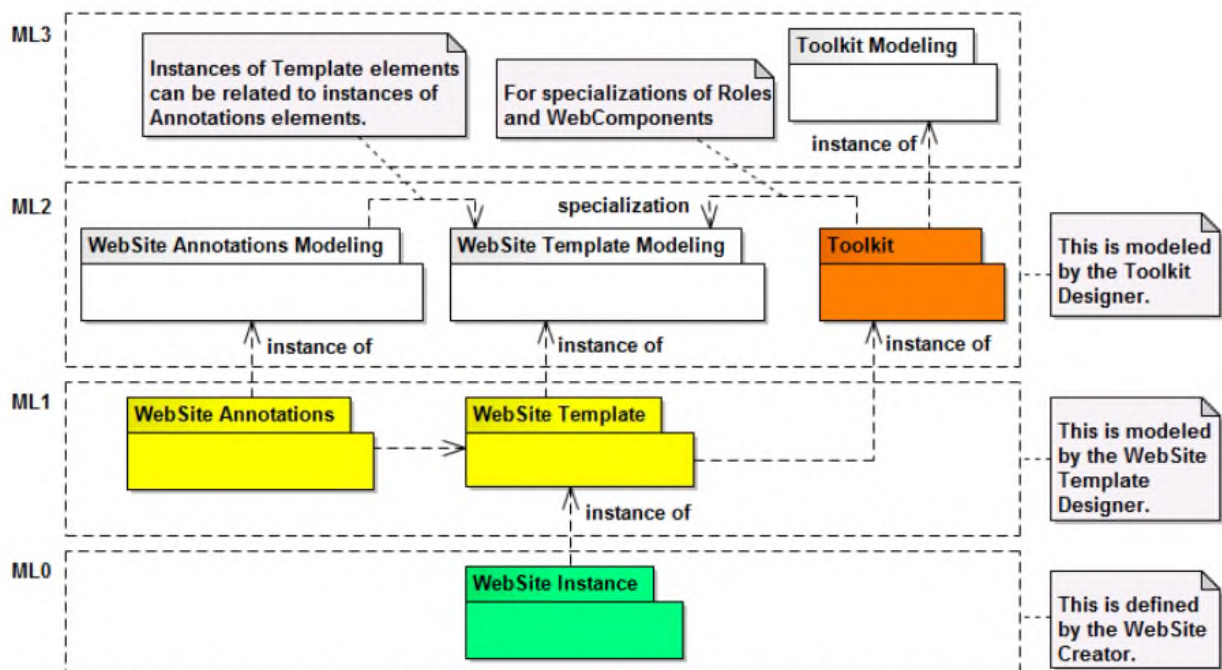 ML3
Instances of Template elements
can be related to instances of
Annotations elements.
For specializations of Roles
and WebComponents
Toolkit Modeling
instance of
ML2
specialization
WebSite Annotations Modeling
WebSite Template Modeling
Toolkit
This is modeled
by the Toolkit
Designer.
instance of
instance of
instance of
ML1
WebSite Annotations
WebSite Template
This is modeled
by the WebSite
Template
Designer.
instance of
ML0
WebSite Instance
This is defined
by the WebSite
Creator.